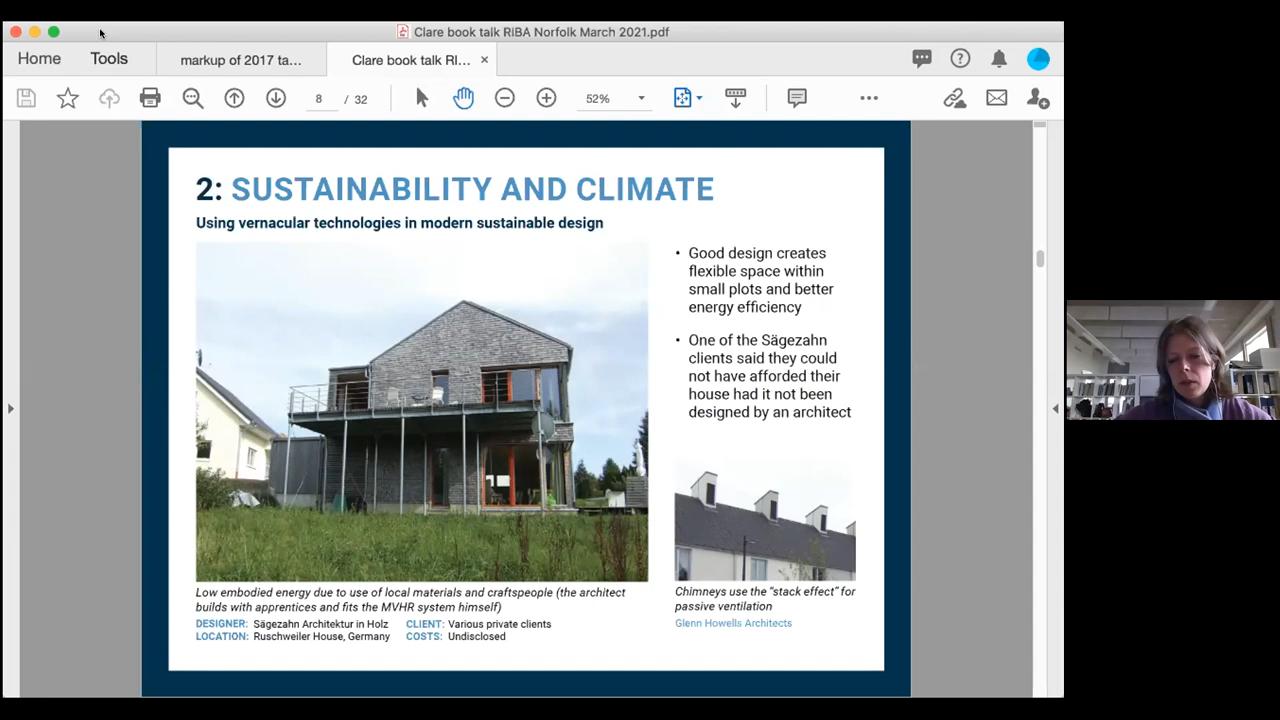 Clare book talk RIBA Norfolk March 2021.pdf
Home
Tools
markup of 2017 ta...
Clare book talk RI...
8 / 32
52%
2: SUSTAINABILITY AND CLIMATE
Using vernacular technologies in modern sustainable design
• Good design creates
flexible space within
small plots and better
energy efficiency
• One of the Sägezahn
clients said they could
not have afforded their
house had it not been
designed by an architect
Low embodied energy due to use of local materials and craftspeople (the architect
builds with apprentices and fits the MVHR system himself)
DESIGNER: Sägezahn Architektur in Holz
CLIENT: Various private clients
LOCATION: Ruschweiler House, Germany
COSTS: Undisclosed
Chimneys use the “stack effect” for
passive ventilation
Glenn Howells Architects